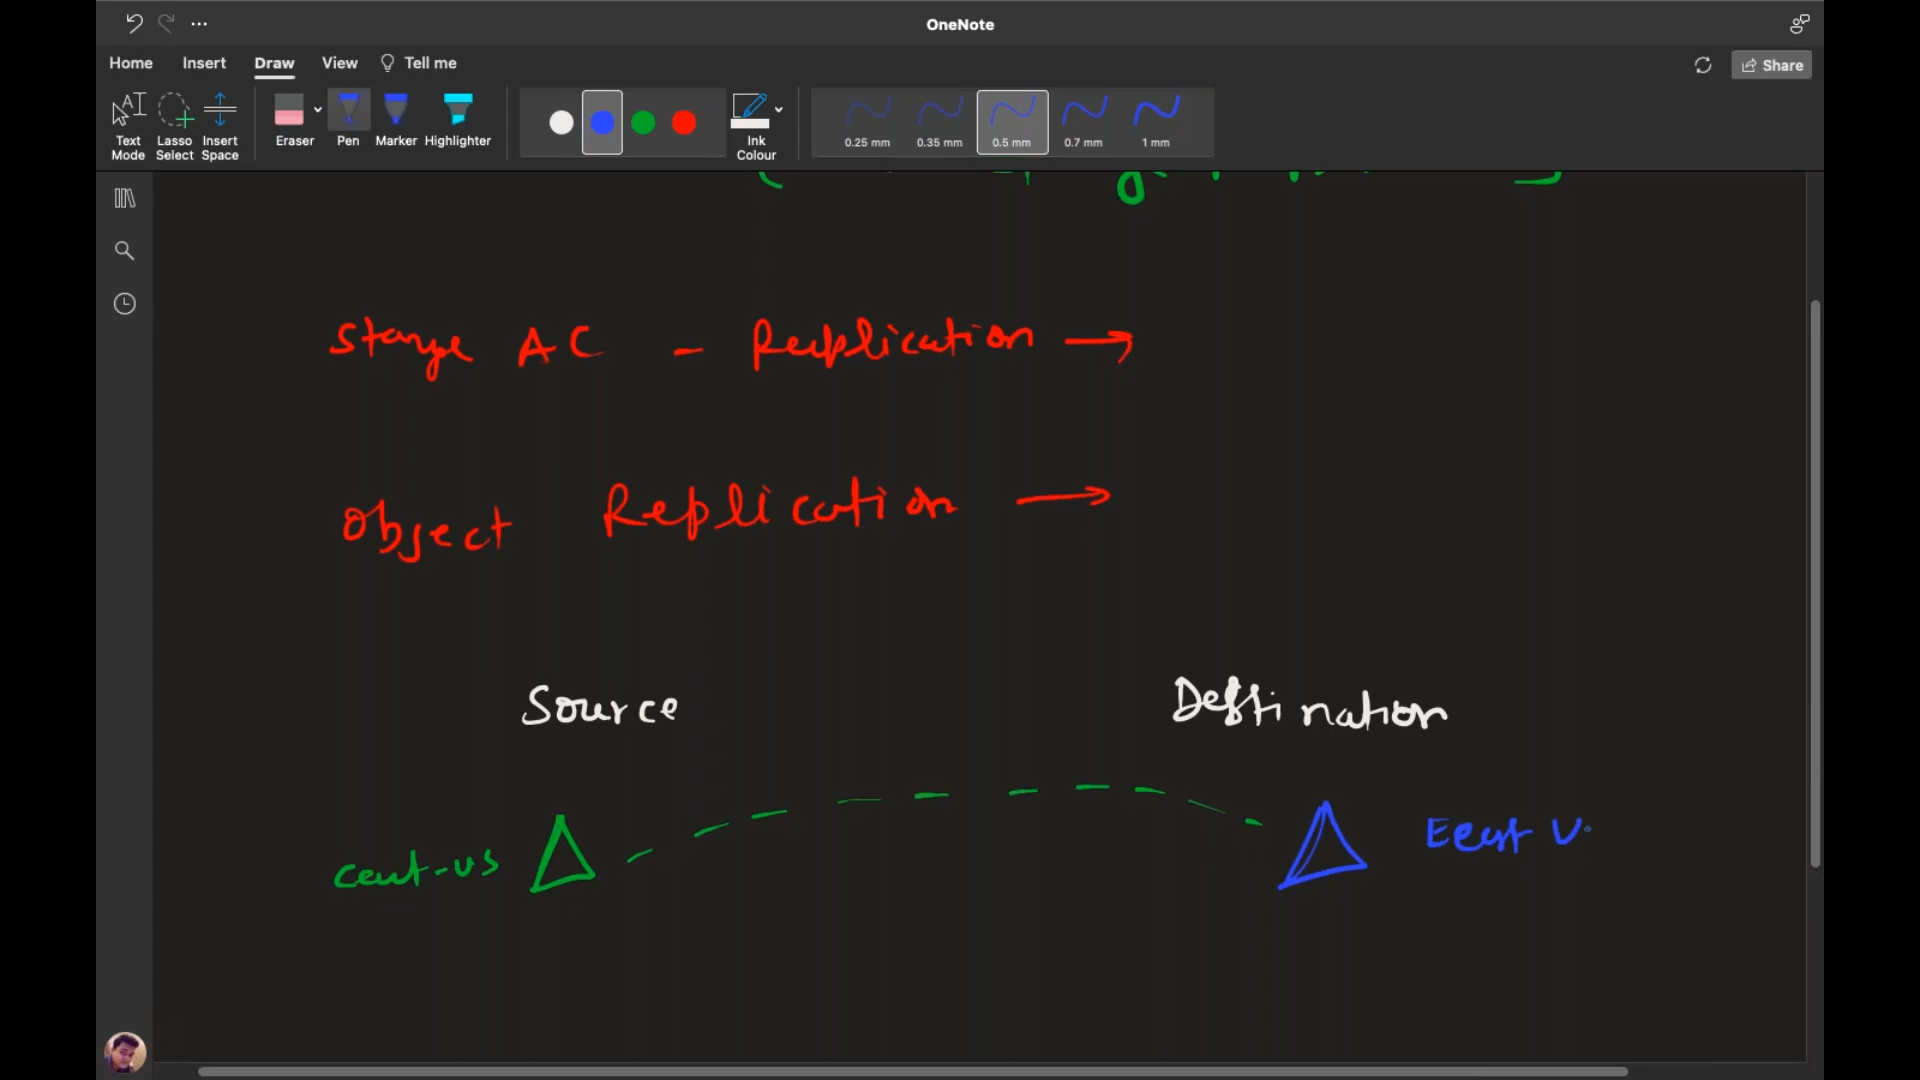 OneNote
Home Insert Draw View Tell me
Share
Text Mode
Lasso Select
Insert Space
Eraser
Pen
Marker
Highlighter
Ink Colour
0.25 mm
0.35 mm
0.5 mm
0.7 mm
1 mm
Storage AC - Replication →
Object Replication →
Source Destination
cent-us East U